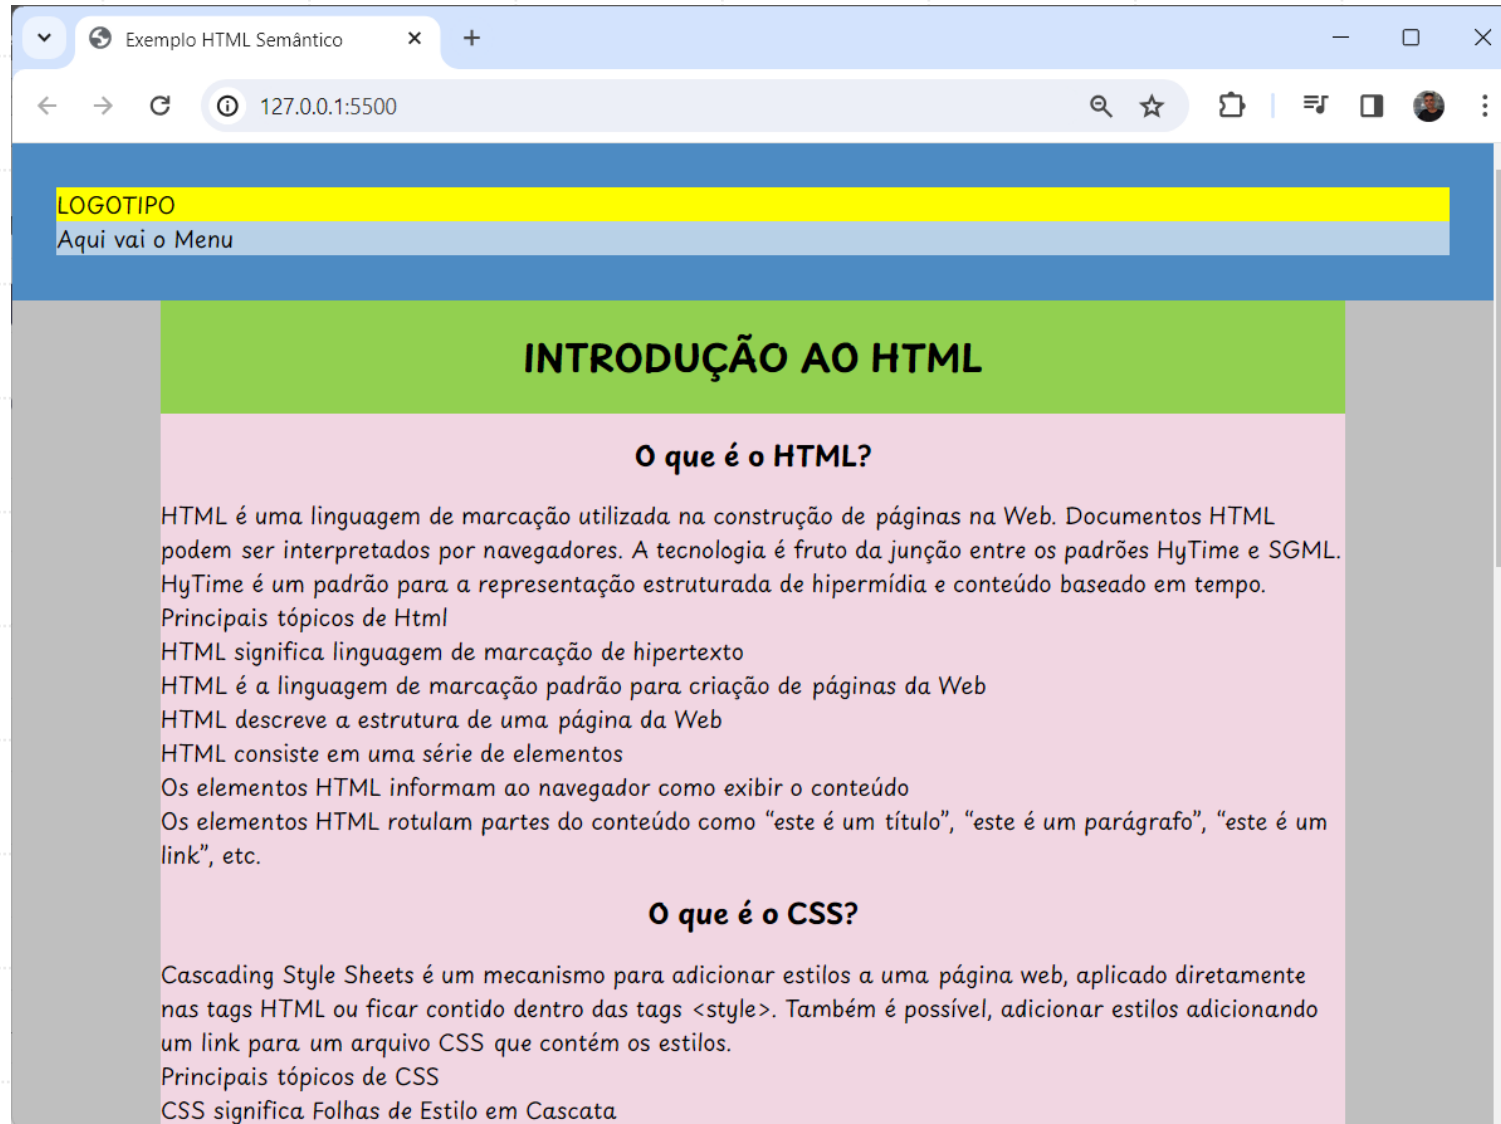 Exemplo HTML Semântico
127.0.0.1:5500
LOGOTIPO
Aqui vai o Menu
INTRODUÇÃO AO HTML
O que é o HTML?
HTML é uma linguagem de marcação utilizada na construção de páginas na Web. Documentos HTML
podem ser interpretados por navegadores. A tecnologia é fruto da junção entre os padrões HyTime e SGML.
HyTime é um padrão para a representação estruturada de hipermídia e conteúdo baseado em tempo.
Principais tópicos de Html
HTML significa linguagem de marcação de hipertexto
HTML é a linguagem de marcação padrão para criação de páginas da Web
HTML descreve a estrutura de uma página da Web
HTML consiste em uma série de elementos
Os elementos HTML informam ao navegador como exibir o conteúdo
Os elementos HTML rotulam partes do conteúdo como “este é um título”, “este é um parágrafo”, “este é um
link”, etc.
O que é o CSS?
Cascading Style Sheets é um mecanismo para adicionar estilos a uma página web, aplicado diretamente
nas tags HTML ou ficar contido dentro das tags <style>. Também é possível, adicionar estilos adicionando
um link para um arquivo CSS que contém os estilos.
Principais tópicos de CSS
CSS significa Folhas de Estilo em Cascata